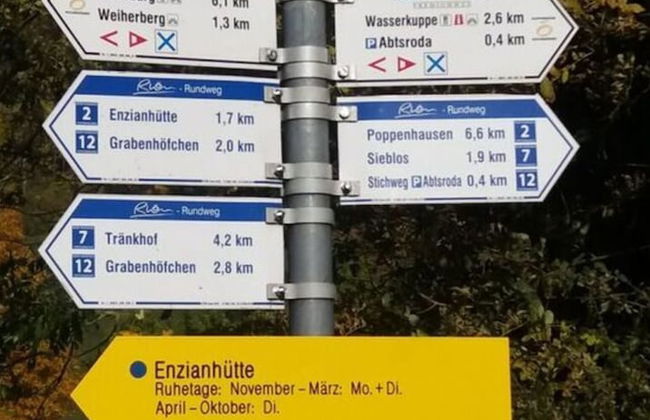 6,1 km
Weiherberg 1,3 km
Wasserkuppe 2,6 km
P Abtsroda 0,4 km
Rhön - Rundweg
2 Enzianhütte 1,7 km
12 Grabenhöfchen 2,0 km
Rhön - Rundweg
Poppenhausen 6,6 km 2
Sieblos 1,9 km 7
Stichweg P Abtsroda 0,4 km 12
Rhön - Rundweg
7 Tränkhof 4,2 km
12 Grabenhöfchen 2,8 km
Enzianhütte
Ruhetage: November – März: Mo. + Di.
April – Oktober: Di.